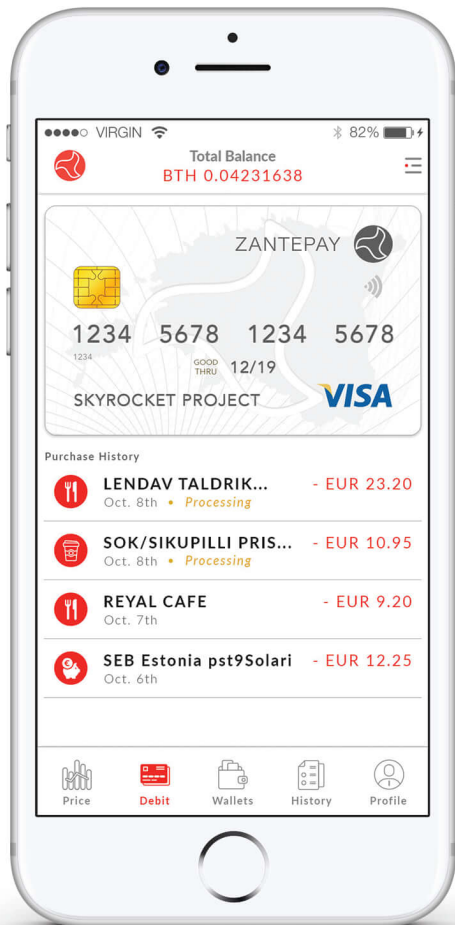 VIRGIN 82%
Total Balance
BTH 0.04231638
ZANTEPAY
1234 5678 1234 5678
1234
GOOD THRU 12/19
SKYROCKET PROJECT VISA
Purchase History
LENDAV TALDRIK... - EUR 23.20
Oct. 8th • Processing
SOK/SIKUPILLI PRIS... - EUR 10.95
Oct. 8th • Processing
REYAL CAFE - EUR 9.20
Oct. 7th
SEB Estonia pst9Solari - EUR 12.25
Oct. 6th
Price Debit Wallets History Profile